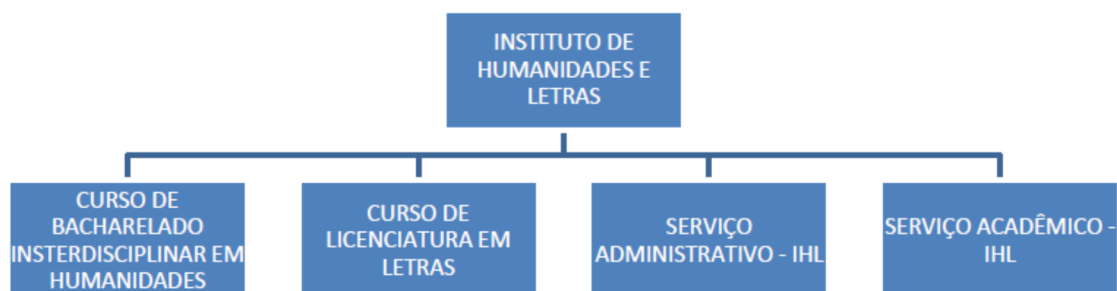 INSTITUTO DE
HUMANIDADES E
LETRAS
CURSO DE
BACHARELADO
INSTERDISCIPLINAR EM
HUMANIDADES
CURSO DE
LICENCIATURA EM
LETRAS
SERVIÇO
ADMINISTRATIVO - IHL
SERVIÇO ACADÊMICO -
IHL